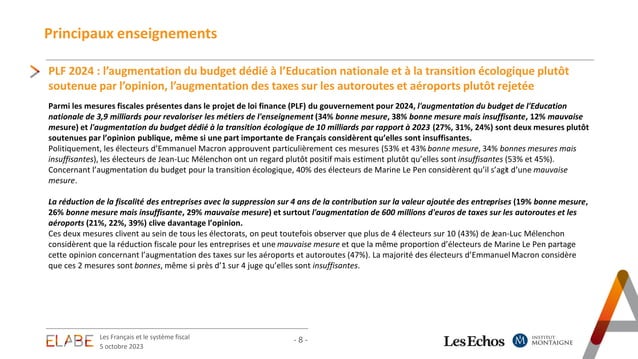 Principaux enseignements
PLF 2024 : l’augmentation du budget dédié à l’Education nationale et à la transition écologique plutôt
soutenue par l’opinion, l’augmentation des taxes sur les autoroutes et aéroports plutôt rejetée
Parmi les mesures fiscales présentes dans le projet de loi finance (PLF) du gouvernement pour 2024, l'augmentation du budget de l'Education
nationale de 3,9 milliards pour revaloriser les métiers de l'enseignement (34% bonne mesure, 38% bonne mesure mais insuffisante, 12% mauvaise
mesure) et l'augmentation du budget dédié à la transition écologique de 10 milliards par rapport à 2023 (27%, 31%, 24%) sont deux mesures plutôt
soutenues par l’opinion publique, même si une part importante de Français considèrent qu’elles sont insuffisantes.
Politiquement, les électeurs d’Emmanuel Macron approuvent particulièrement ces mesures (53% et 43% bonne mesure, 34% bonnes mesures mais
insuffisantes), les électeurs de Jean-Luc Mélenchon ont un regard plutôt positif mais estiment plutôt qu’elles sont insuffisantes (53% et 45%).
Concernant l’augmentation du budget pour la transition écologique, 40% des électeurs de Marine Le Pen considèrent qu’il s’agit d’une mauvaise
mesure.
La réduction de la fiscalité des entreprises avec la suppression sur 4 ans de la contribution sur la valeur ajoutée des entreprises (19% bonne mesure,
26% bonne mesure mais insuffisante, 29% mauvaise mesure) et surtout l'augmentation de 600 millions d'euros de taxes sur les autoroutes et les
aéroports (21%, 22%, 39%) clive davantage l’opinion.
Ces deux mesures clivent au sein de tous les électorats, on peut toutefois observer que plus de 4 électeurs sur 10 (43%) de Jean-Luc Mélenchon
considèrent que la réduction fiscale pour les entreprises et une mauvaise mesure et que la même proportion d’électeurs de Marine Le Pen partage
cette opinion concernant l’augmentation des taxes sur les aéroports et autoroutes (47%). La majorité des électeurs d’Emmanuel Macron considère
que ces 2 mesures sont bonnes, même si près d’1 sur 4 juge qu’elles sont insuffisantes.
ELABE
Les Français et le système fiscal
5 octobre 2023
- 8 -
Les Echos
M
INSTITUT
MONTAIGNE